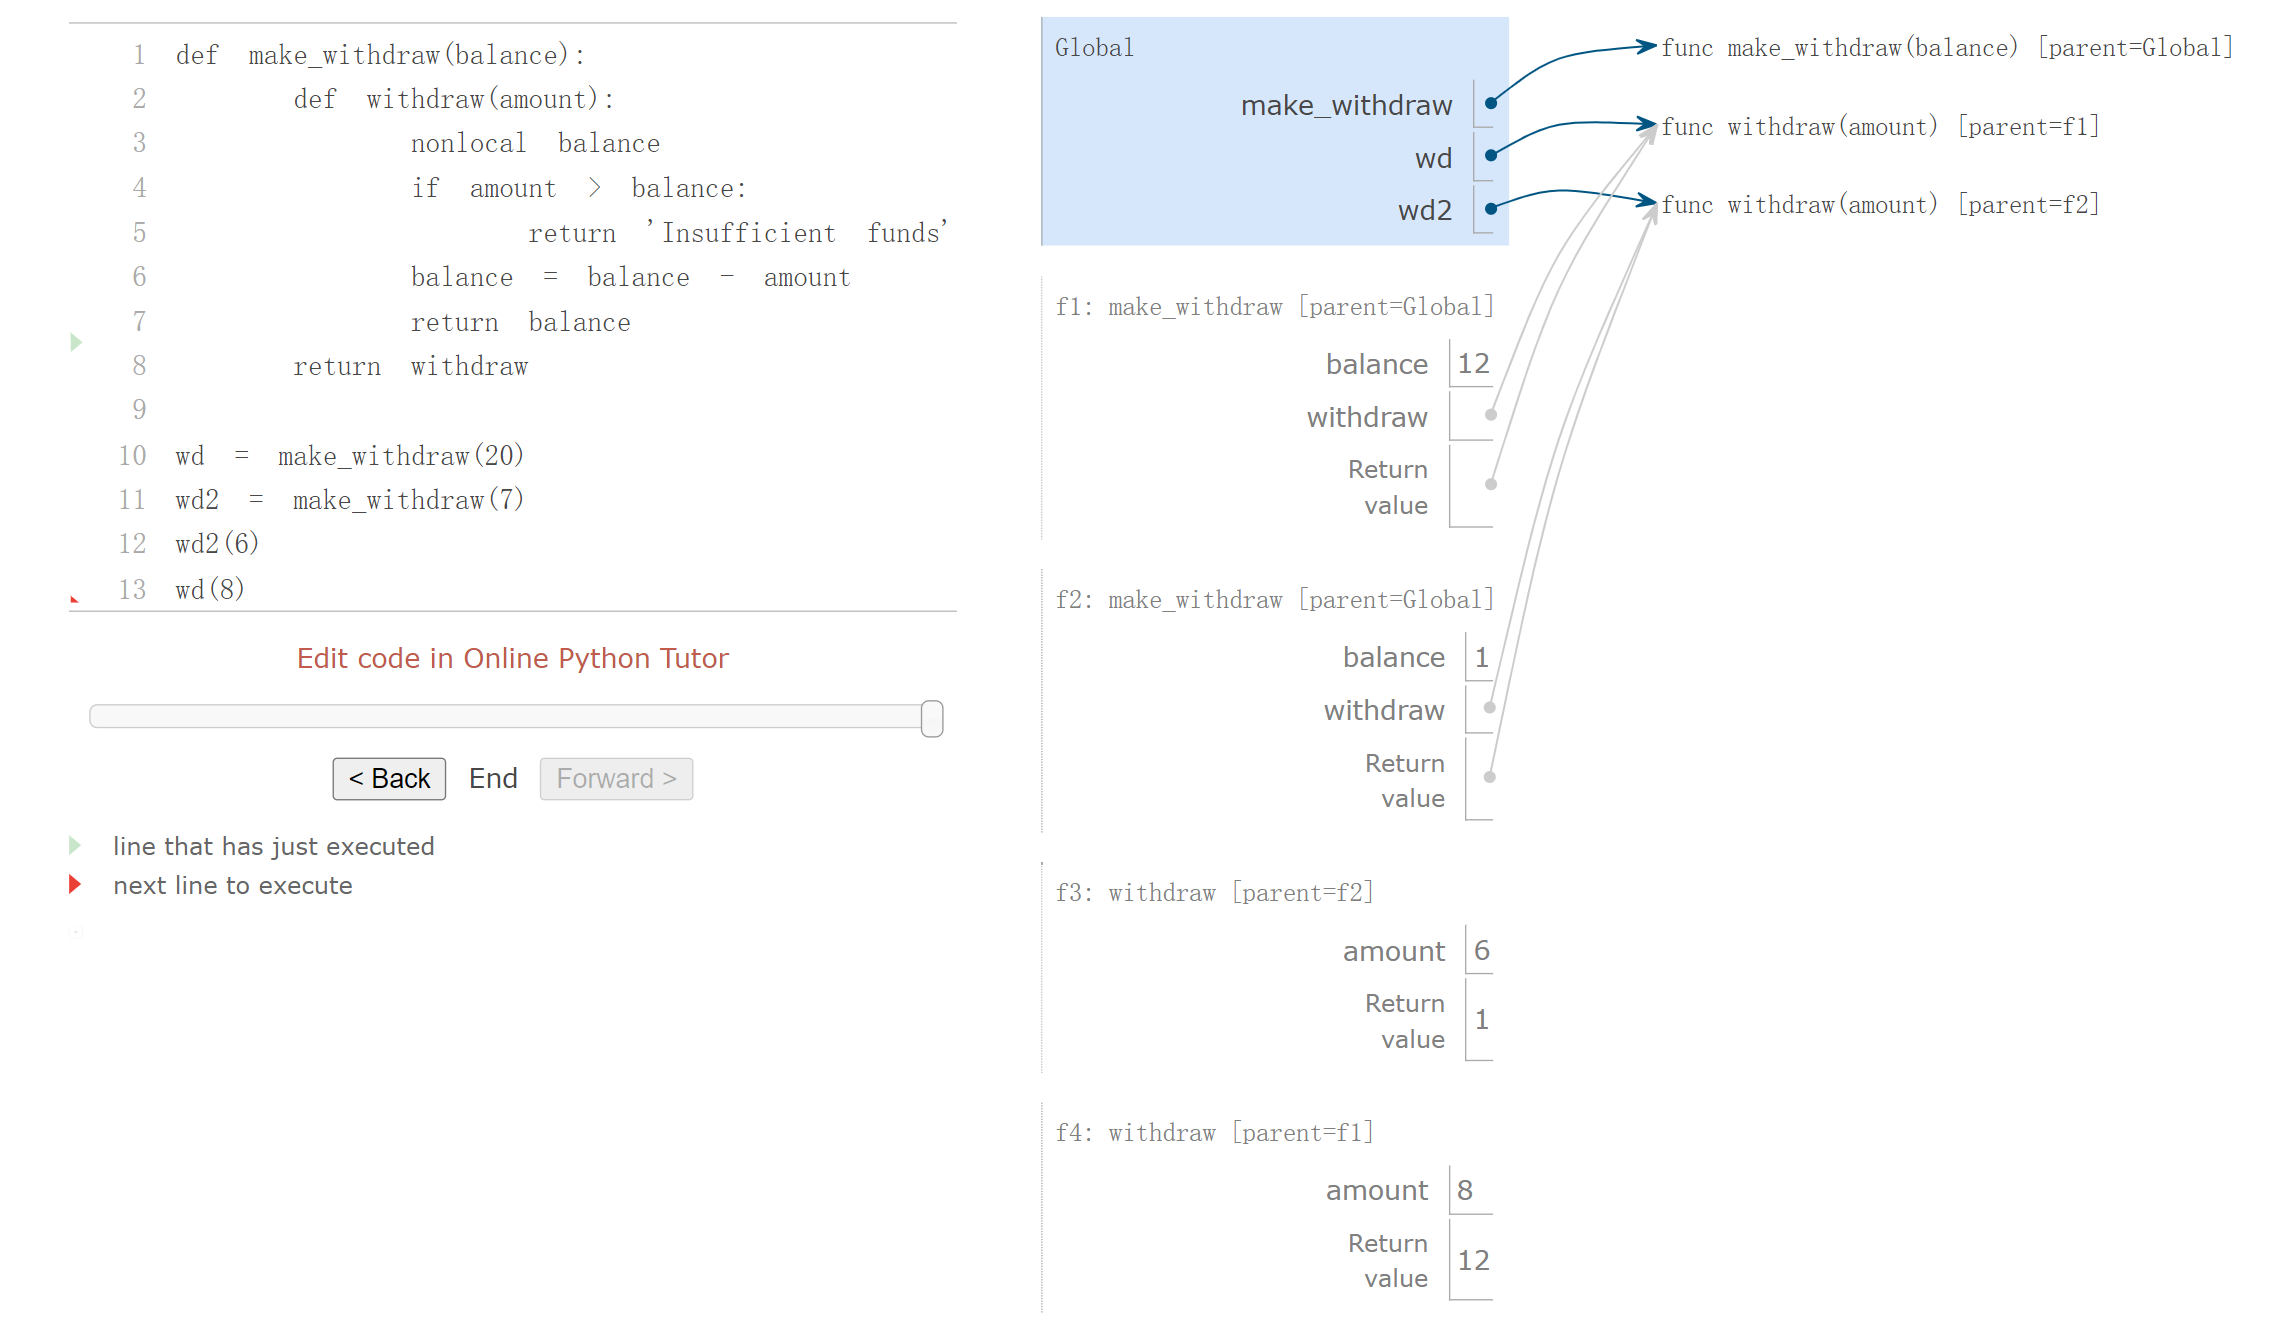 1 def make_withdraw(balance):
2 def withdraw(amount):
3 nonlocal balance
4 if amount > balance:
5 return 'Insufficient funds'
6 balance = balance - amount
7 return balance
8 return withdraw
9
10 wd = make_withdraw(20)
11 wd2 = make_withdraw(7)
12 wd2(6)
13 wd(8)
Edit code in Online Python Tutor
< Back End Forward >
line that has just executed
next line to execute
Global
make_withdraw
wd
wd2
func make_withdraw(balance) [parent=Global]
func withdraw(amount) [parent=f1]
func withdraw(amount) [parent=f2]
f1: make_withdraw [parent=Global]
balance 12
withdraw
Return
value
f2: make_withdraw [parent=Global]
balance 1
withdraw
Return
value
f3: withdraw [parent=f2]
amount 6
Return
value 1
f4: withdraw [parent=f1]
amount 8
Return
value 12